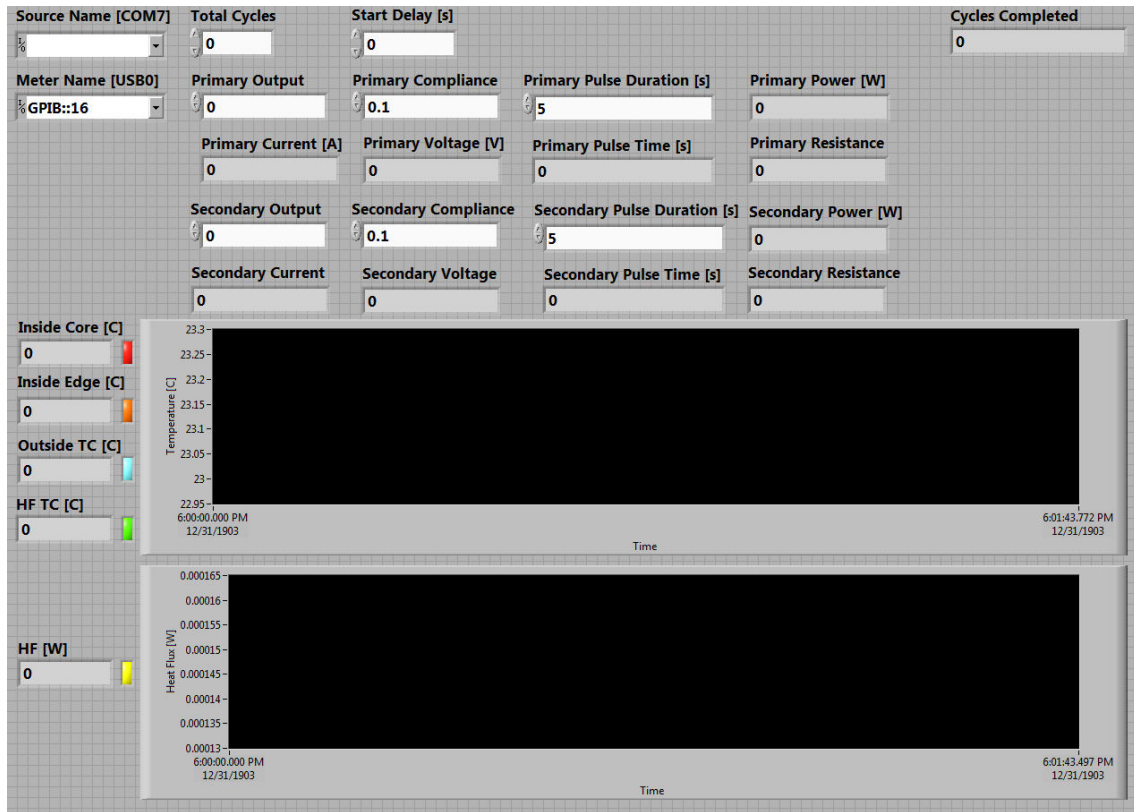 Source Name [COM7] Total Cycles Start Delay [s] Cycles Completed
0 0 0
Meter Name [USB0] Primary Output Primary Compliance Primary Pulse Duration [s] Primary Power [W]
GPIB::16 0 0.1 5 0
Primary Current [A] Primary Voltage [V] Primary Pulse Time [s] Primary Resistance
0 0 0 0
Secondary Output Secondary Compliance Secondary Pulse Duration [s] Secondary Power [W]
0 0.1 5 0
Secondary Current Secondary Voltage Secondary Pulse Time [s] Secondary Resistance
0 0 0 0
Inside Core [C]
0
Inside Edge [C]
0
Outside TC [C]
0
HF TC [C]
0
Temperature [C]
23.3
23.25
23.2
23.15
23.1
23.05
23
22.95
6:00:00.000 PM 6:01:43.772 PM
12/31/1903 12/31/1903
Time
HF [W]
0
Heat Flux [W]
0.000165
0.00016
0.000155
0.00015
0.000145
0.00014
0.000135
0.00013
6:00:00.000 PM 6:01:43.497 PM
12/31/1903 12/31/1903
Time